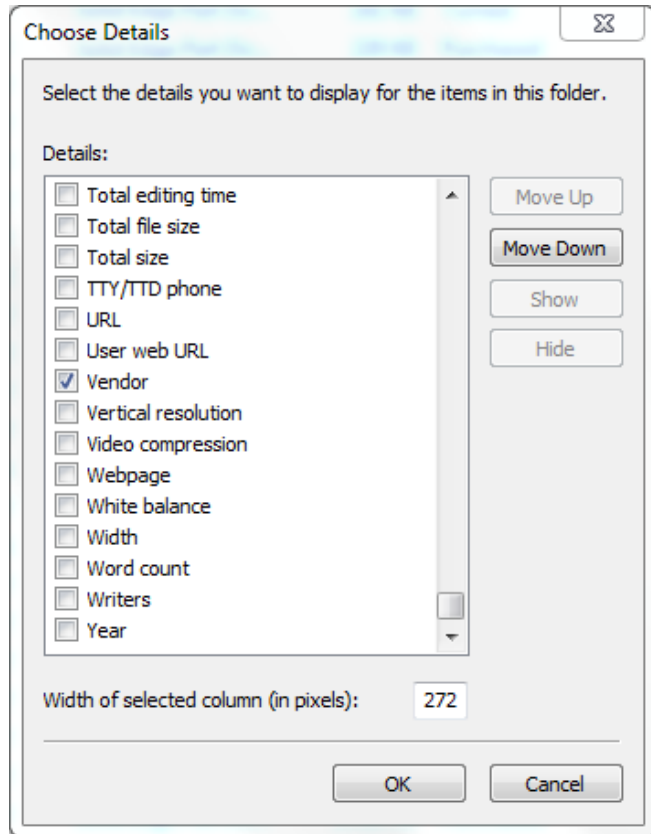 Choose Details
Select the details you want to display for the items in this folder.
Details:
Total editing time
Total file size
Total size
TTY/TTD phone
URL
User web URL
Vendor
Vertical resolution
Video compression
Webpage
White balance
Width
Word count
Writers
Year
Move Up
Move Down
Show
Hide
Width of selected column (in pixels): 272
OK Cancel